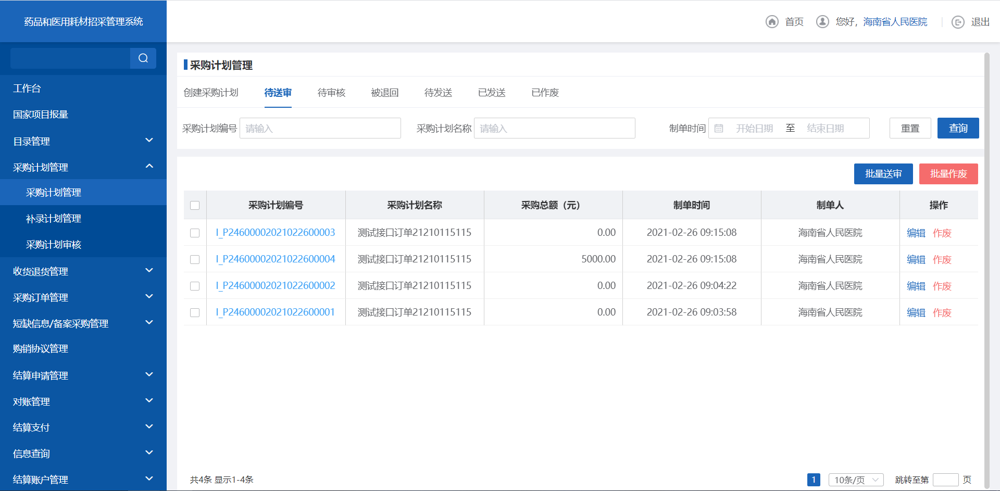 药品和医用耗材招采管理系统
首页 您好，海南省人民医院 退出
工作台
国家项目报量
目录管理
采购计划管理
采购计划管理
补录计划管理
采购计划审核
收货退货管理
采购订单管理
短缺信息/备案采购管理
购销协议管理
结算申请管理
对账管理
结算支付
信息查询
结算账户管理
采购计划管理
创建采购计划 待送审 待审核 被退回 待发送 已发送 已作废
采购计划编号 请输入 采购计划名称 请输入 制单时间 开始日期 至 结束日期 重置 查询
批量送审 批量作废
采购计划编号 采购计划名称 采购总额（元） 制单时间 制单人 操作
I_P24600002021022600003 测试接口订单21210115115 0.00 2021-02-26 09:15:08 海南省人民医院 编辑 作废
I_P24600002021022600004 测试接口订单21210115115 5000.00 2021-02-26 09:15:08 海南省人民医院 编辑 作废
I_P24600002021022600002 测试接口订单21210115115 0.00 2021-02-26 09:04:22 海南省人民医院 编辑 作废
I_P24600002021022600001 测试接口订单21210115115 0.00 2021-02-26 09:03:58 海南省人民医院 编辑 作废
共4条 显示1-4条 1 10条/页 跳转至第 页